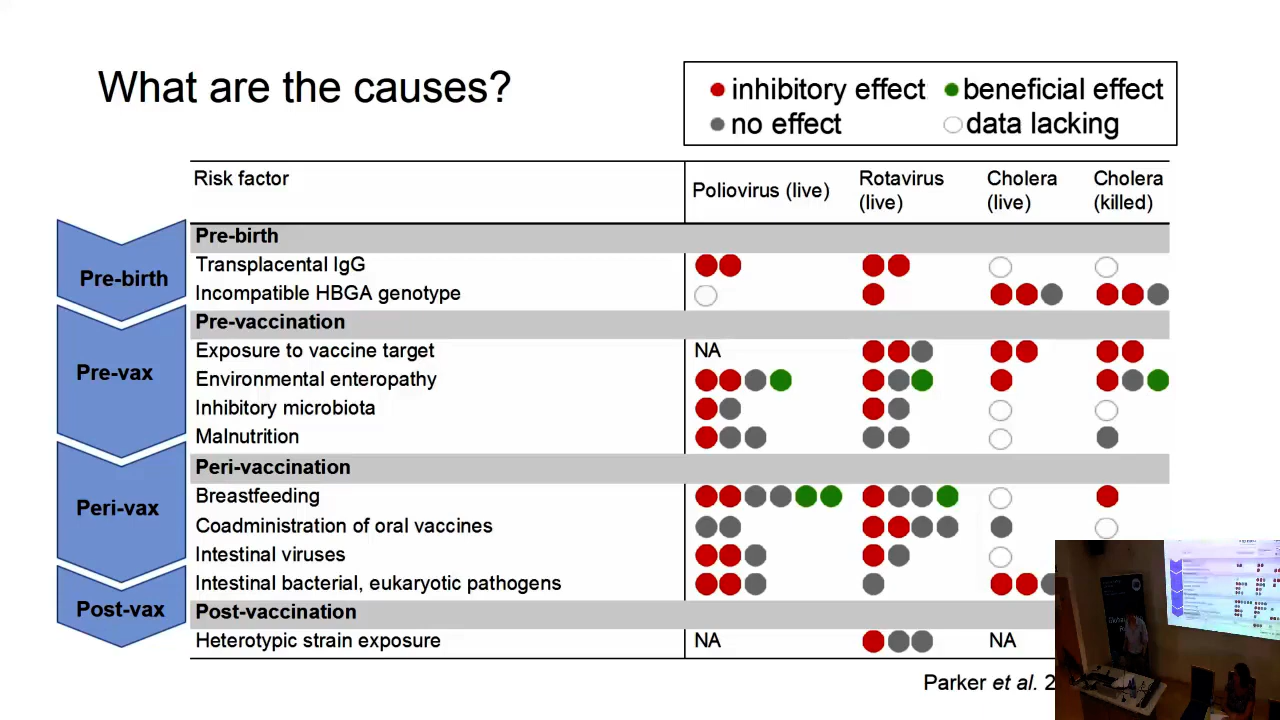 What are the causes?
inhibitory effect beneficial effect
no effect data lacking
Risk factor Poliovirus (live) Rotavirus (live) Cholera (live) Cholera (killed)
Pre-birth
Pre-birth
Transplacental IgG
Incompatible HBGA genotype
Pre-vax
Pre-vaccination
Exposure to vaccine target NA
Environmental enteropathy
Inhibitory microbiota
Malnutrition
Peri-vax
Peri-vaccination
Breastfeeding
Coadministration of oral vaccines
Intestinal viruses
Intestinal bacterial, eukaryotic pathogens
Post-vax
Post-vaccination
Heterotypic strain exposure NA NA
Parker et al. 2